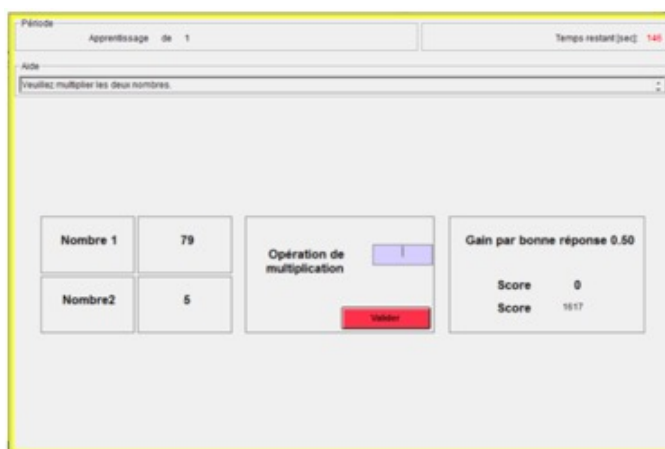 Période
Apprentissage de 1
Temps restant [sec]: 146
Aide
Veuillez multiplier les deux nombres.
Nombre 1
79
Nombre2
5
Opération de
multiplication
Valider
Gain par bonne réponse 0.50
Score 0
Score 1617